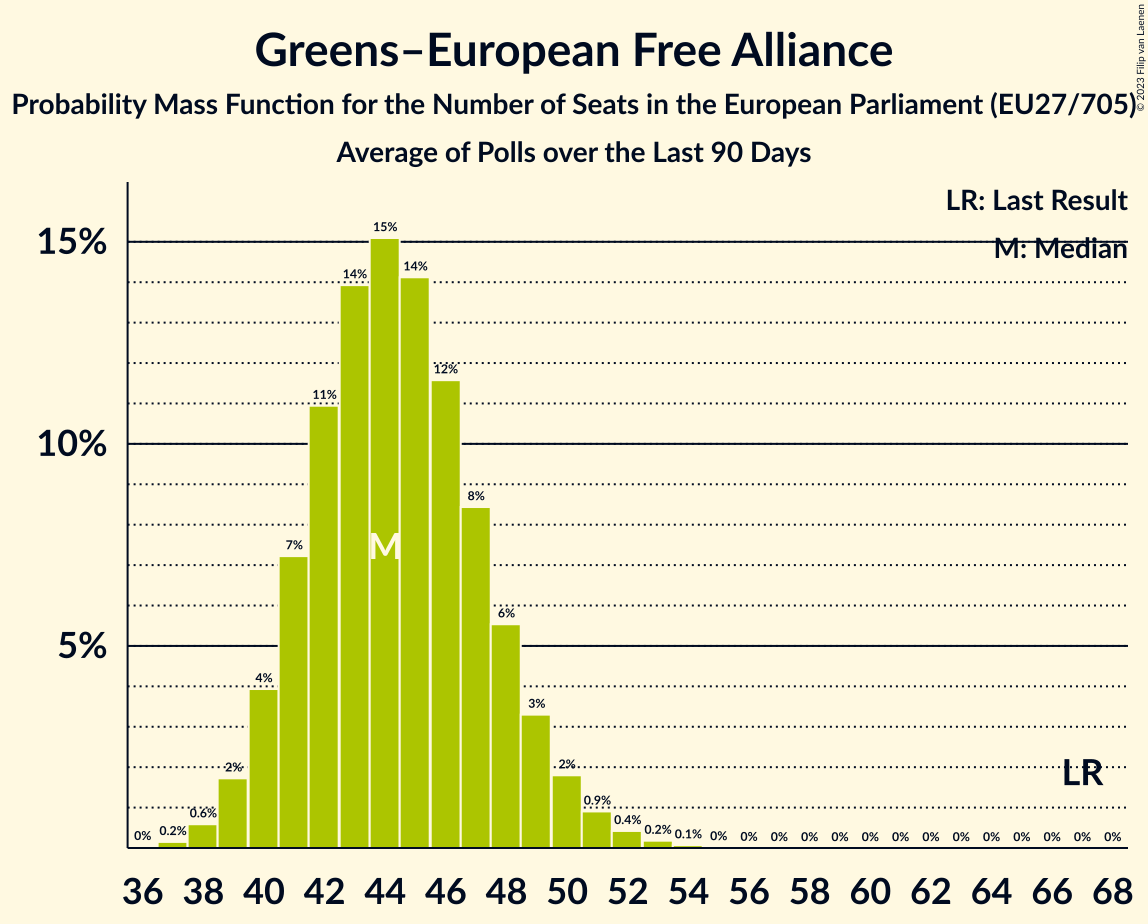 Greens–European Free Alliance
Probability Mass Function for the Number of Seats in the European Parliament (EU27/705)
Average of Polls over the Last 90 Days
© 2023 Filip van Laenen
LR: Last Result
M: Median
15%
10%
5%
0% 0.2% 0.6% 2% 4% 7% 11% 14% 15% 14% 12% 8% 6% 3% 2% 0.9% 0.4% 0.2% 0.1% 0% 0% 0% 0% 0% 0% 0% 0% 0% 0% 0% 0% 0% 0%
M
LR
36 38 40 42 44 46 48 50 52 54 56 58 60 62 64 66 68